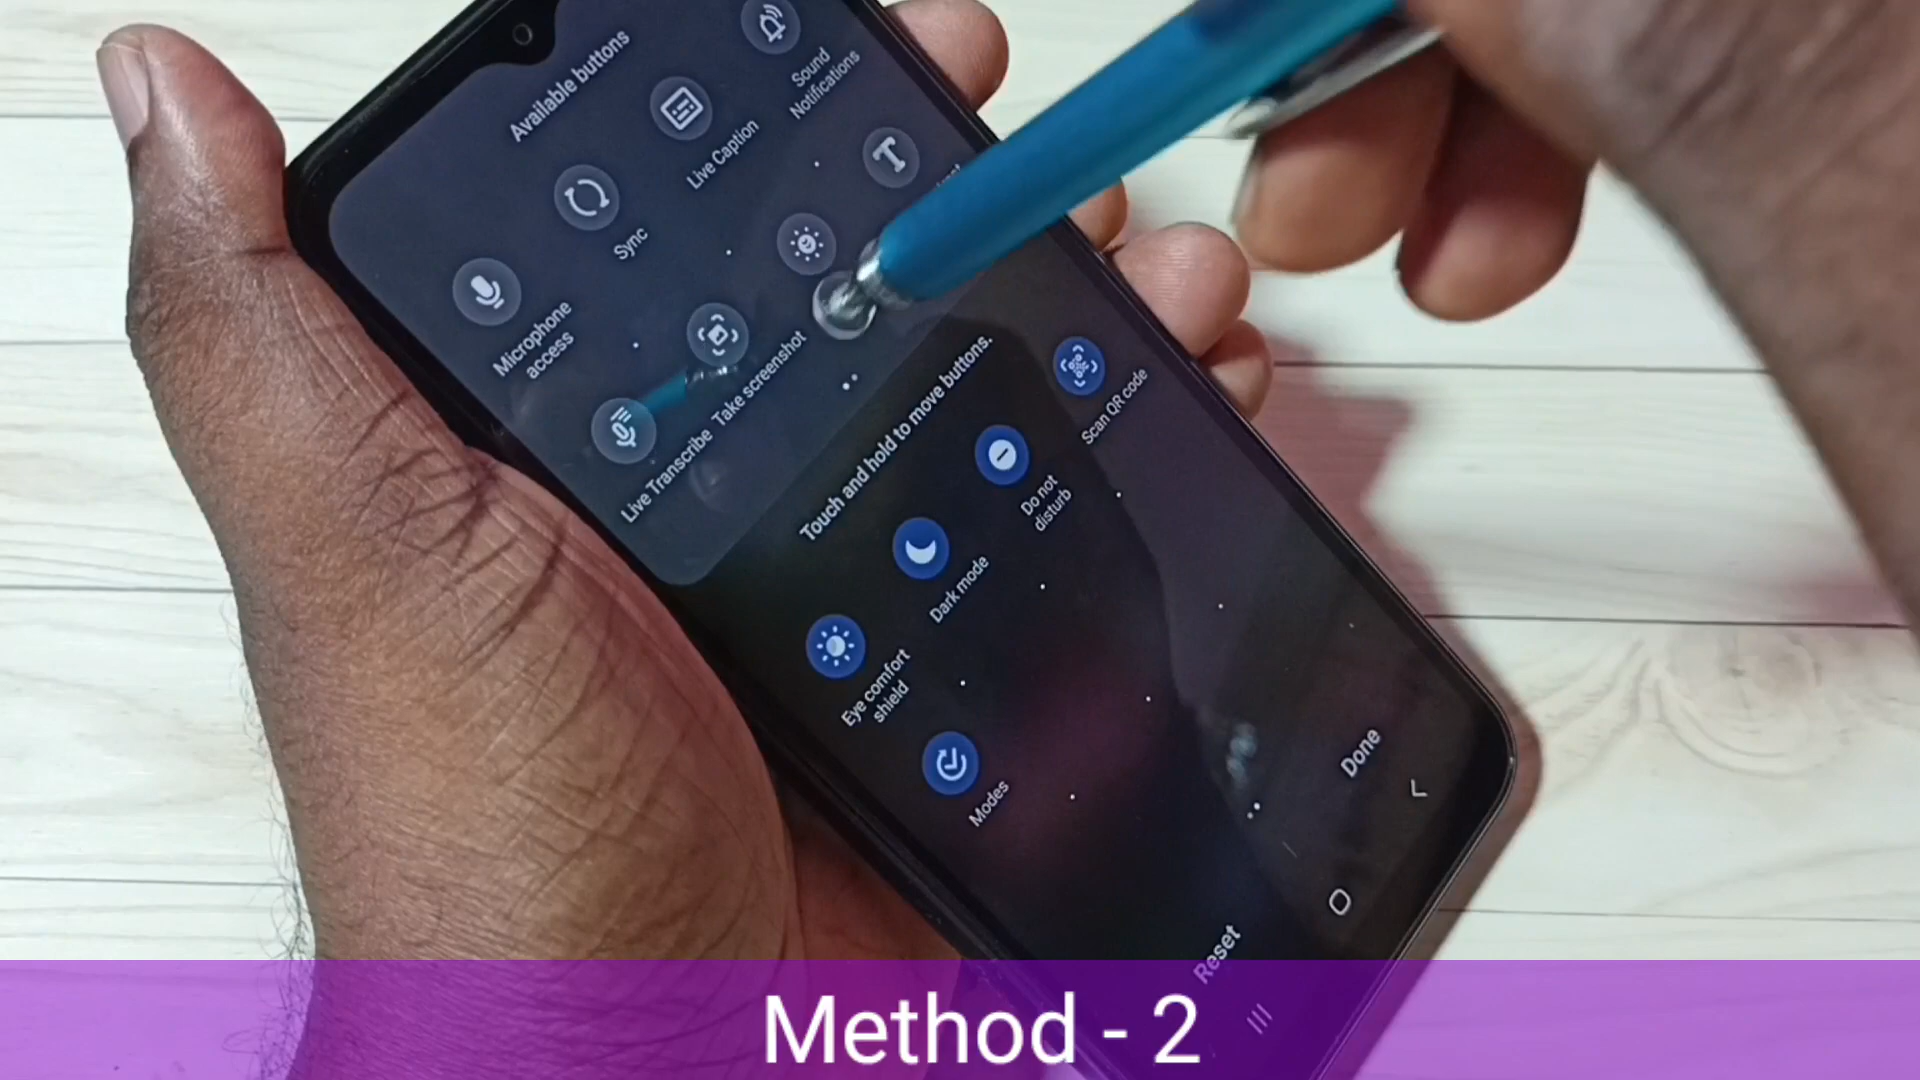 Available buttons
Microphone
access
Sync
Live Caption
Sound
Notifications
Live Transcribe
Take screenshot
Touch and hold to move buttons.
Eye comfort
shield
Dark mode
Do not
disturb
Scan QR code
Modes
Reset
Done
Method - 2